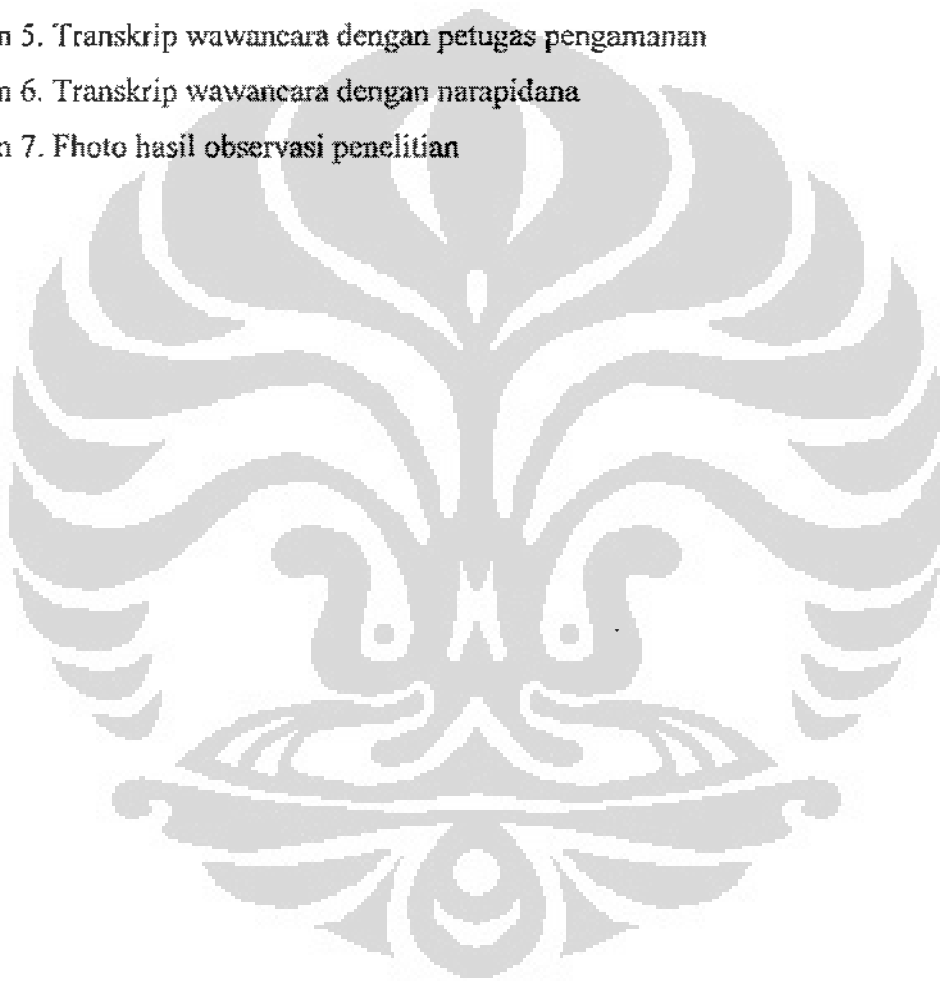 n 5. Transkrip wawancara dengan petugas pengamanan
n 6. Transkrip wawancara dengan narapidana
n 7. Fhoto hasil observasi penelitian